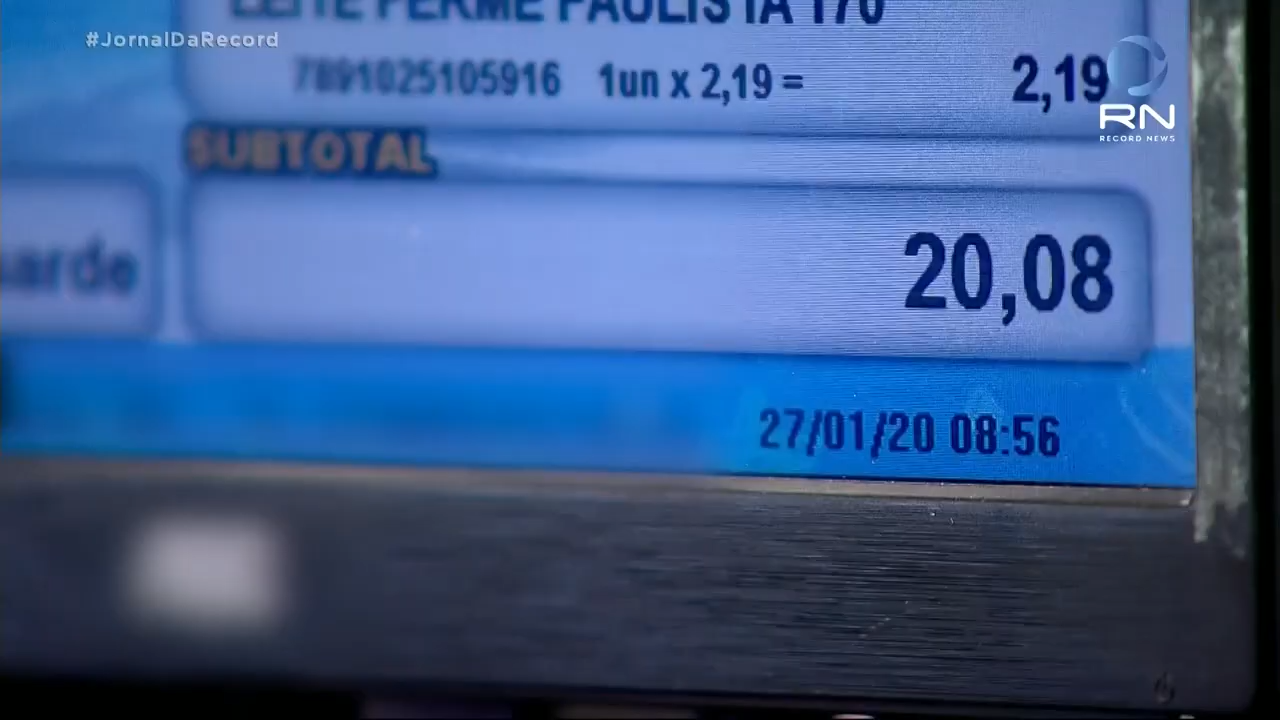 LEITE FERME PAULISTA 170
#JornalDaRecord
7891025105916 1un x 2,19 = 2,19
RN
RECORD NEWS
SUBTOTAL
20,08
arde
27/01/20 08:56